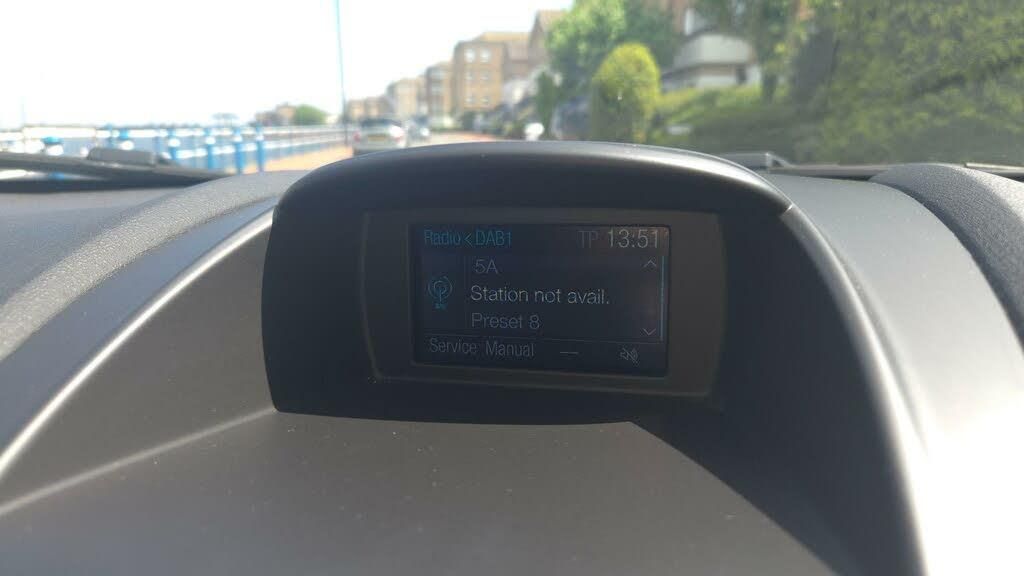 Radio < DAB1 TP 13:51
5A
Station not avail.
Preset 8
Service Manual —